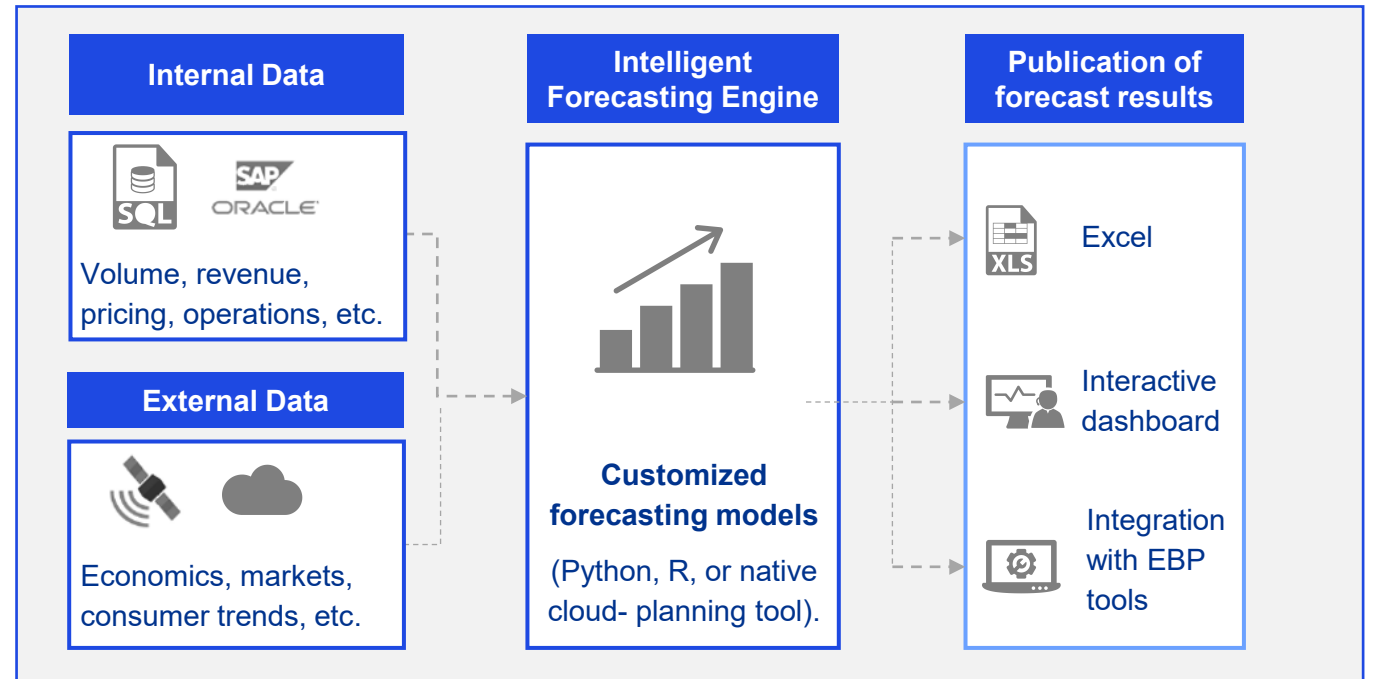 Internal Data
SQL
SAP
ORACLE
Volume, revenue,
pricing, operations, etc.
External Data
Economics, markets,
consumer trends, etc.
Intelligent
Forecasting Engine
Customized
forecasting models
(Python, R, or native
cloud- planning tool).
Publication of
forecast results
XLS
Excel
Interactive
dashboard
Integration
with EBP
tools